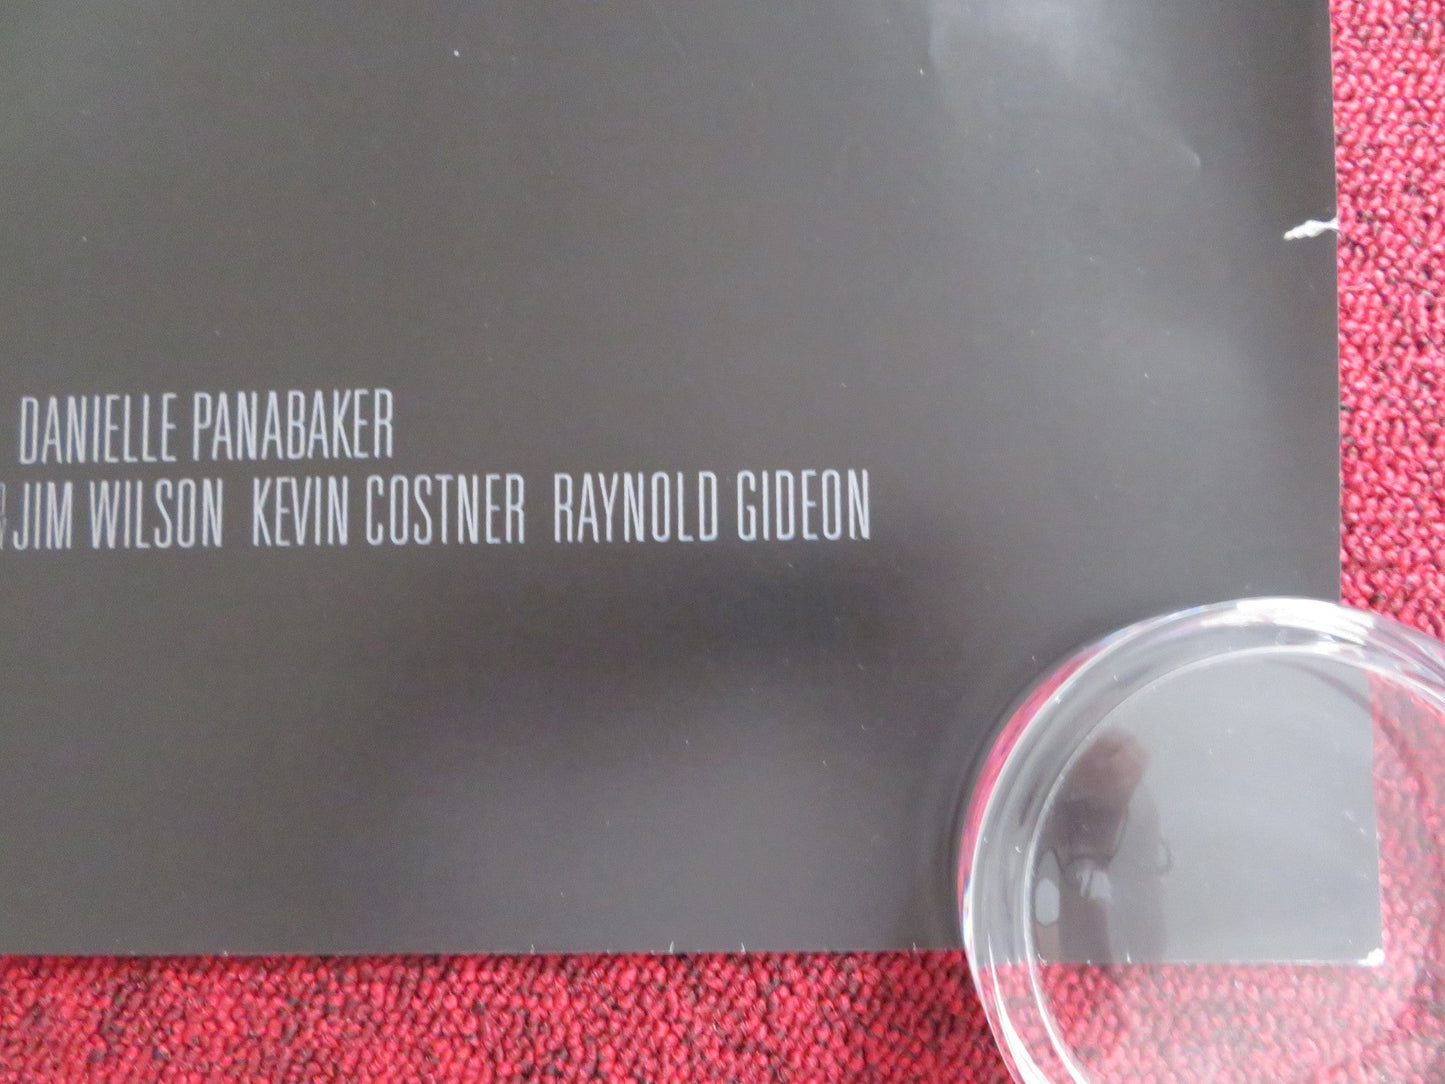 DANIELLE PANABAKER
JIM WILSON KEVIN COSTNER RAYNOLD GIDEON